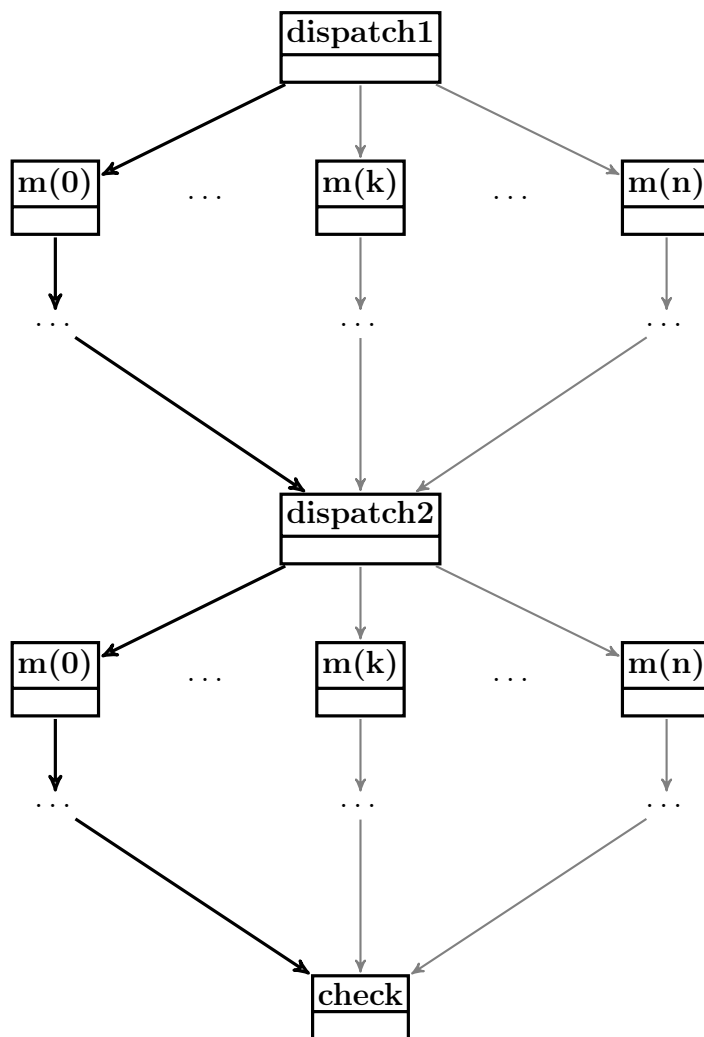 dispatch1
m(0) ... m(k) ... m(n)
... ... ...
dispatch2
m(0) ... m(k) ... m(n)
... ... ...
check